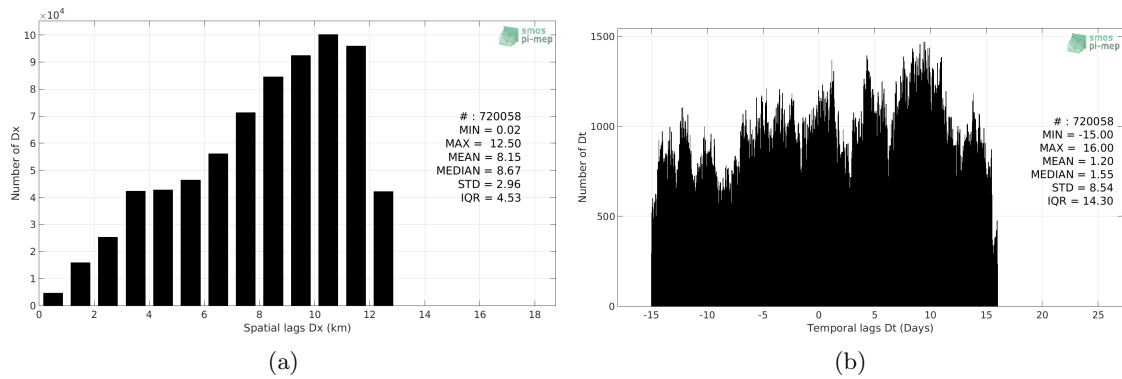 ×10⁴
10
9
8
7
6
5
4
3
2
1
0
Number of Dx
0 2 4 6 8 10 12 14 16 18
Spatial lags Dx (km)
smos
pi-mep
# : 720058
MIN = 0.02
MAX = 12.50
MEAN = 8.15
MEDIAN = 8.67
STD = 2.96
IQR = 4.53
(a)
1500
1000
500
0
Number of Dt
-15 -10 -5 0 5 10 15 20 25
Temporal lags Dt (Days)
smos
pi-mep
# : 720058
MIN = -15.00
MAX = 16.00
MEAN = 1.20
MEDIAN = 1.55
STD = 8.54
IQR = 14.30
(b)